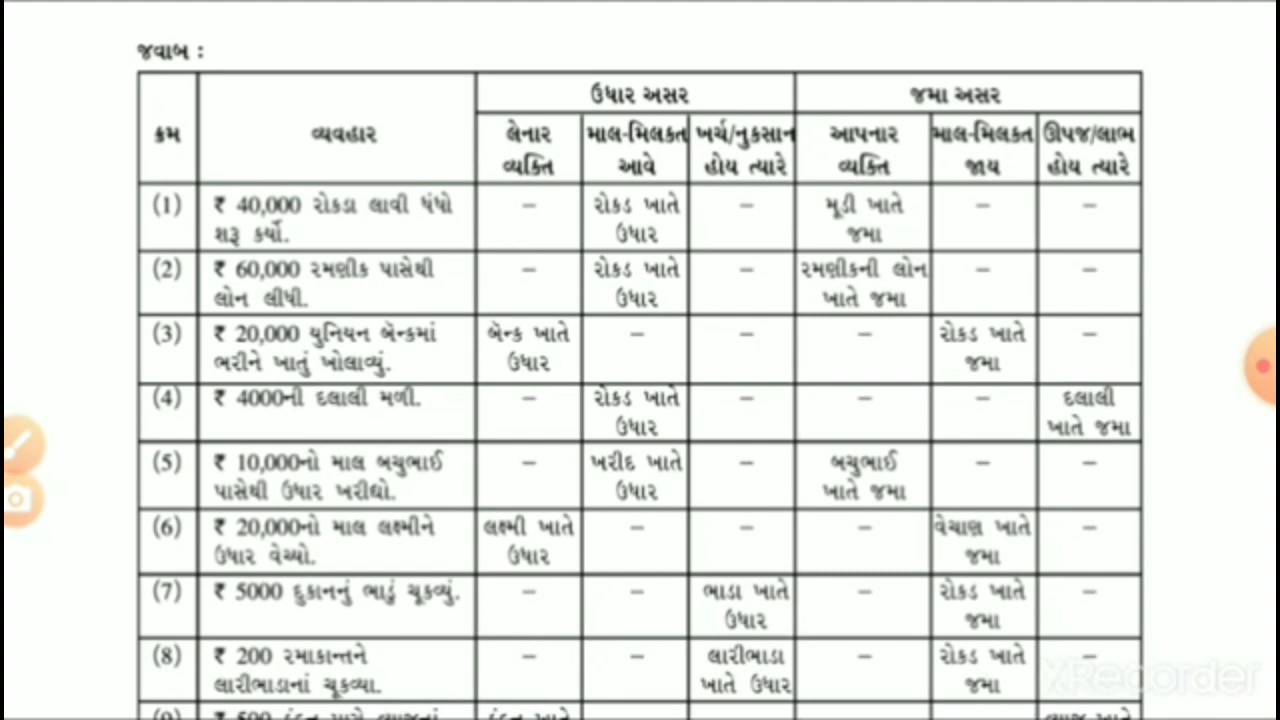 જવાબ :
ઉધાર અસર જમા અસર
ક્રમ વ્યવહાર લેનાર માલ-મિલકત ખર્ચ/નુકસાન આપનાર માલ-મિલકત ઊપજ/લાભ
વ્યક્તિ આવે હોય ત્યારે વ્યક્તિ જાય હોય ત્યારે
(1) ₹ 40,000 રોકડા લાવી ધંધો – રોકડ ખાતે – મૂડી ખાતે – –
શરૂ કર્યો. ઉધાર જમા
(2) ₹ 60,000 રમણીક પાસેથી – રોકડ ખાતે – રમણીકની લોન – –
લોન લીધી. ઉધાર ખાતે જમા
(3) ₹ 20,000 યુનિયન બૅન્કમાં બૅન્ક ખાતે – – – રોકડ ખાતે –
ભરીને ખાતું ખોલાવ્યું. ઉધાર જમા
(4) ₹ 4000ની દલાલી મળી. – રોકડ ખાતે – – – દલાલી
ઉધાર ખાતે જમા
(5) ₹ 10,000નો માલ બચુભાઈ – ખરીદ ખાતે – બચુભાઈ – –
પાસેથી ઉધાર ખરીદ્યો. ઉધાર ખાતે જમા
(6) ₹ 20,000નો માલ લક્ષ્મીને લક્ષ્મી ખાતે – – – વેચાણ ખાતે –
ઉધાર વેચ્યો. ઉધાર જમા
(7) ₹ 5000 દુકાનનું ભાડું ચૂકવ્યું. – – ભાડા ખાતે – રોકડ ખાતે –
ઉધાર જમા
(8) ₹ 200 રમાકાન્તને – – લારીભાડા – રોકડ ખાતે –
લારીભાડાનાં ચૂકવ્યા. ખાતે ઉધાર જમા
XRecorder